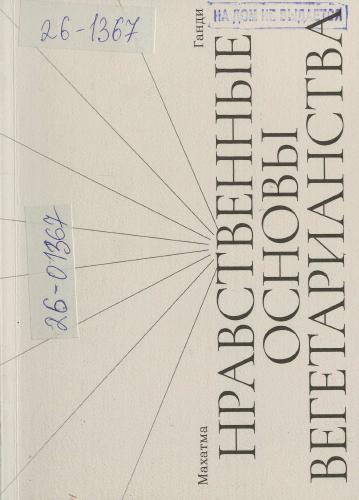 26-1367
НА ДОМ НЕ ВЫДАЕТСЯ
26-01367
Махатма Ганди
НРАВСТВЕННЫЕ
ОСНОВЫ
ВЕГЕТАРИАНСТВА